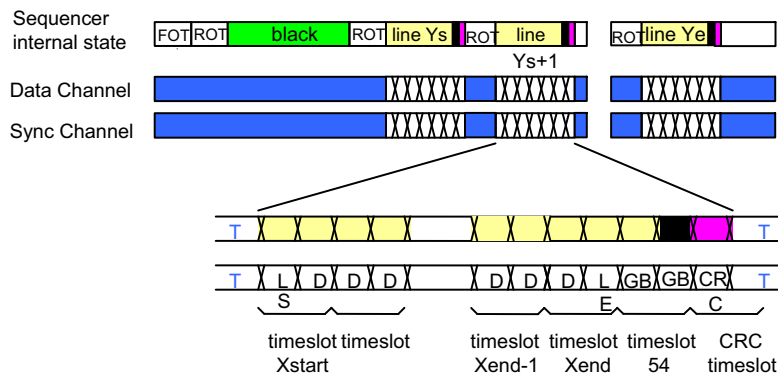 Sequencer
internal state
FOT ROT black ROT line Ys ROT line ROT line Ye
Ys+1
Data Channel
Sync Channel
T T
T L D D D D D D L GB GB CR T
S E C
timeslot timeslot timeslot timeslot timeslot CRC
Xstart Xend-1 Xend 54 timeslot